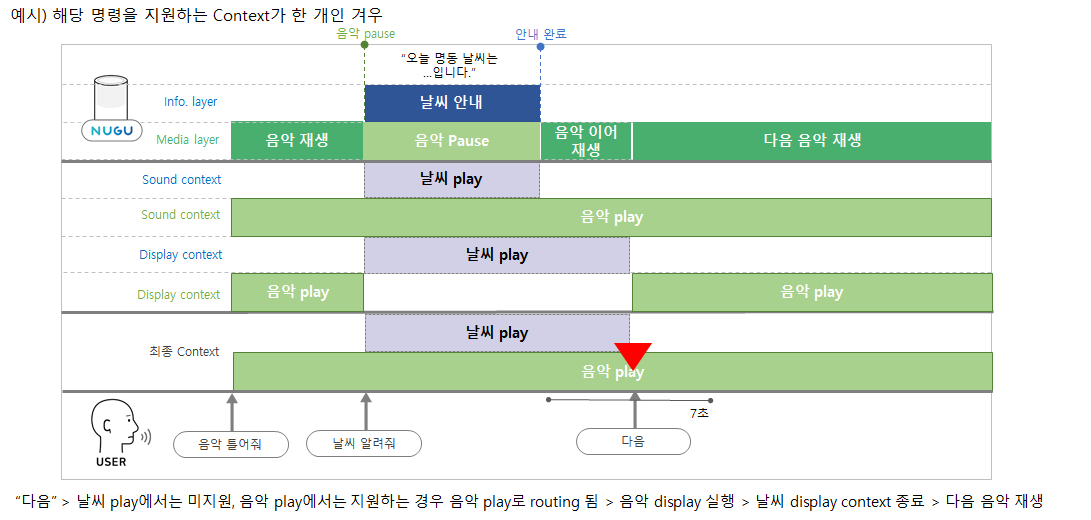 예시) 해당 명령을 지원하는 Context가 한 개인 겨우
음악 pause
안내 완료
“오늘 명동 날씨는
...입니다.”
NUGU
Info. layer
날씨 안내
Media layer
음악 재생
음악 Pause
음악 이어
재생
다음 음악 재생
Sound context
날씨 play
Sound context
음악 play
Display context
날씨 play
Display context
음악 play
음악 play
최종 Context
날씨 play
음악 play
7초
USER
음악 틀어줘
날씨 알려줘
다음
“다음” > 날씨 play에서는 미지원, 음악 play에서는 지원하는 경우 음악 play로 routing 됨 > 음악 display 실행 > 날씨 display context 종료 > 다음 음악 재생